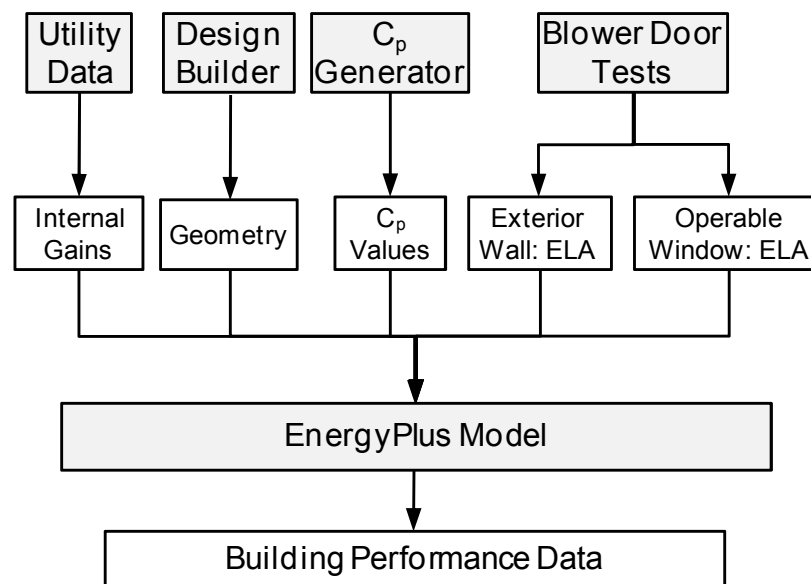 Utility
Data
Design
Builder
Cp
Generator
Blower Door
Tests
Internal
Gains
Geometry
Cp
Values
Exterior
Wall: ELA
Operable
Window: ELA
EnergyPlus Model
Building Performance Data